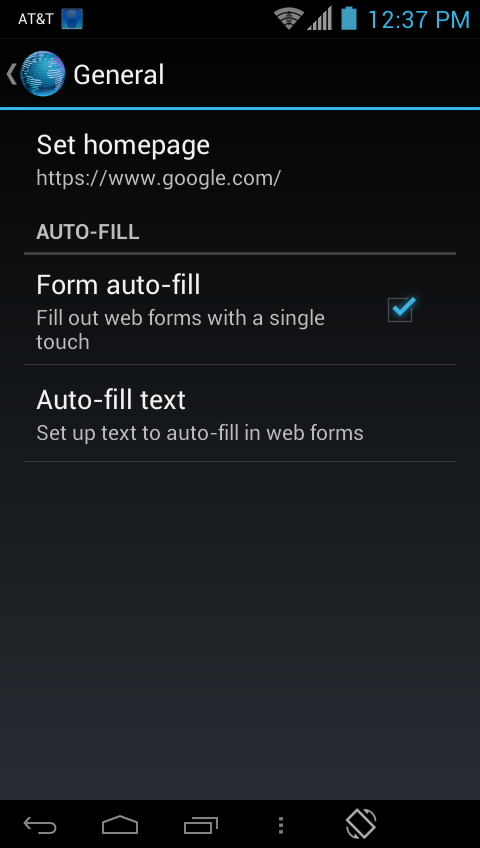 AT&T
12:37 PM
General
Set homepage
https://www.google.com/
AUTO-FILL
Form auto-fill
Fill out web forms with a single
touch
Auto-fill text
Set up text to auto-fill in web forms